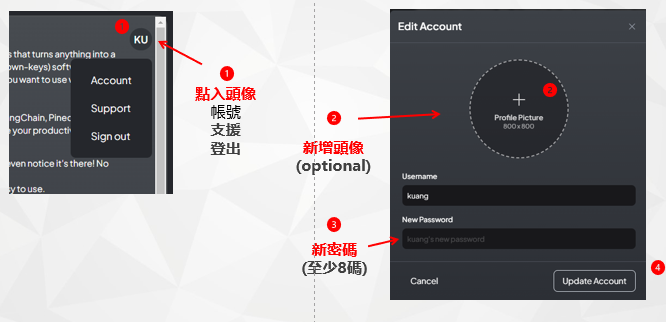 1
KU
s that turns anything into a
own-keys) softw
ou want to use w
Account
Support
Sign out
ngChain, Pinec
e your productiv
even notice it's there! No
sy to use.
1
點入頭像
帳號
支援
登出
2
新增頭像
(optional)
3
新密碼
(至少8碼)
Edit Account
×
2
Profile Picture
800 x 800
Username
kuang
New Password
kuang's new password
Cancel
Update Account
4